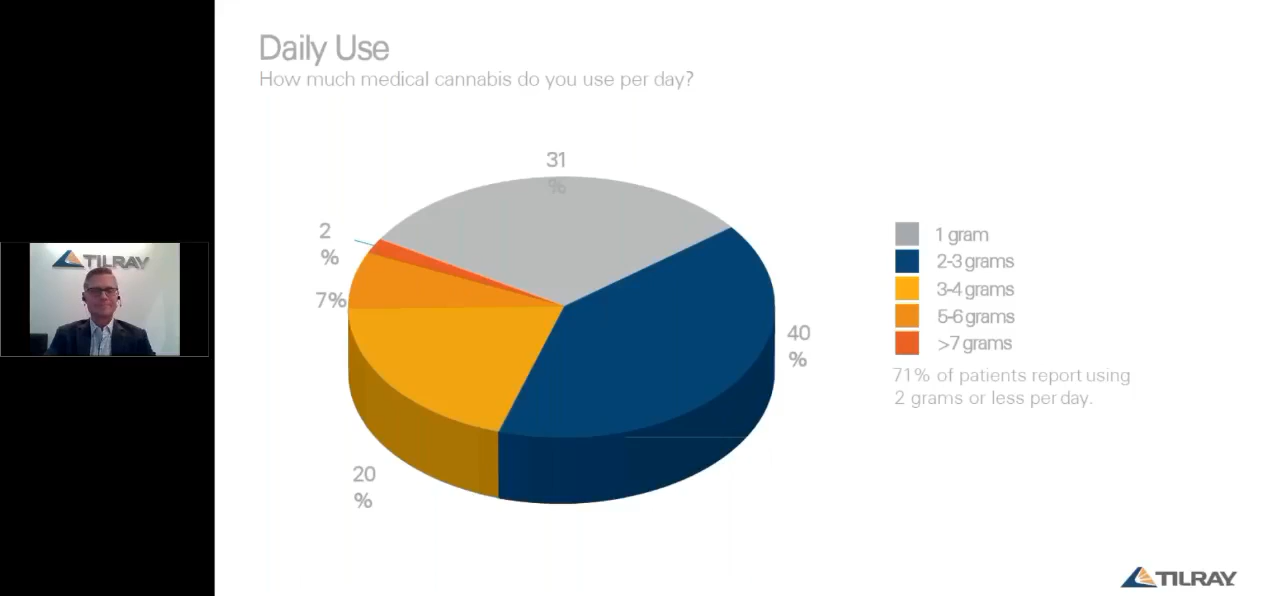 Daily Use
How much medical cannabis do you use per day?
31
%
2
%
7%
40
%
20
%
1 gram
2-3 grams
3-4 grams
5-6 grams
>7 grams
71% of patients report using
2 grams or less per day.
TILRAY
TILRAY